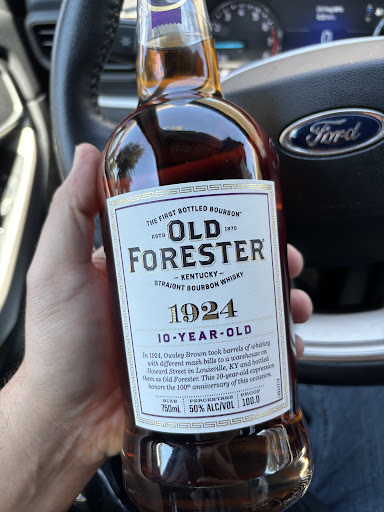 THE FIRST BOTTLED BOURBON
ESTD 1870
OLD
FORESTER
KENTUCKY
STRAIGHT BOURBON WHISKY
1924
10-YEAR-OLD
In 1924, Owsley Brown took barrels of whiskey
with different mash bills to a warehouse on
Howard Street in Louisville, KY and bottled
them as Old Forester. This 10-year-old expression
honors the 100th anniversary of this occasion.
SIZE PERCENTAGE PROOF
750mL 50% ALC/VOL 100.0
Ford